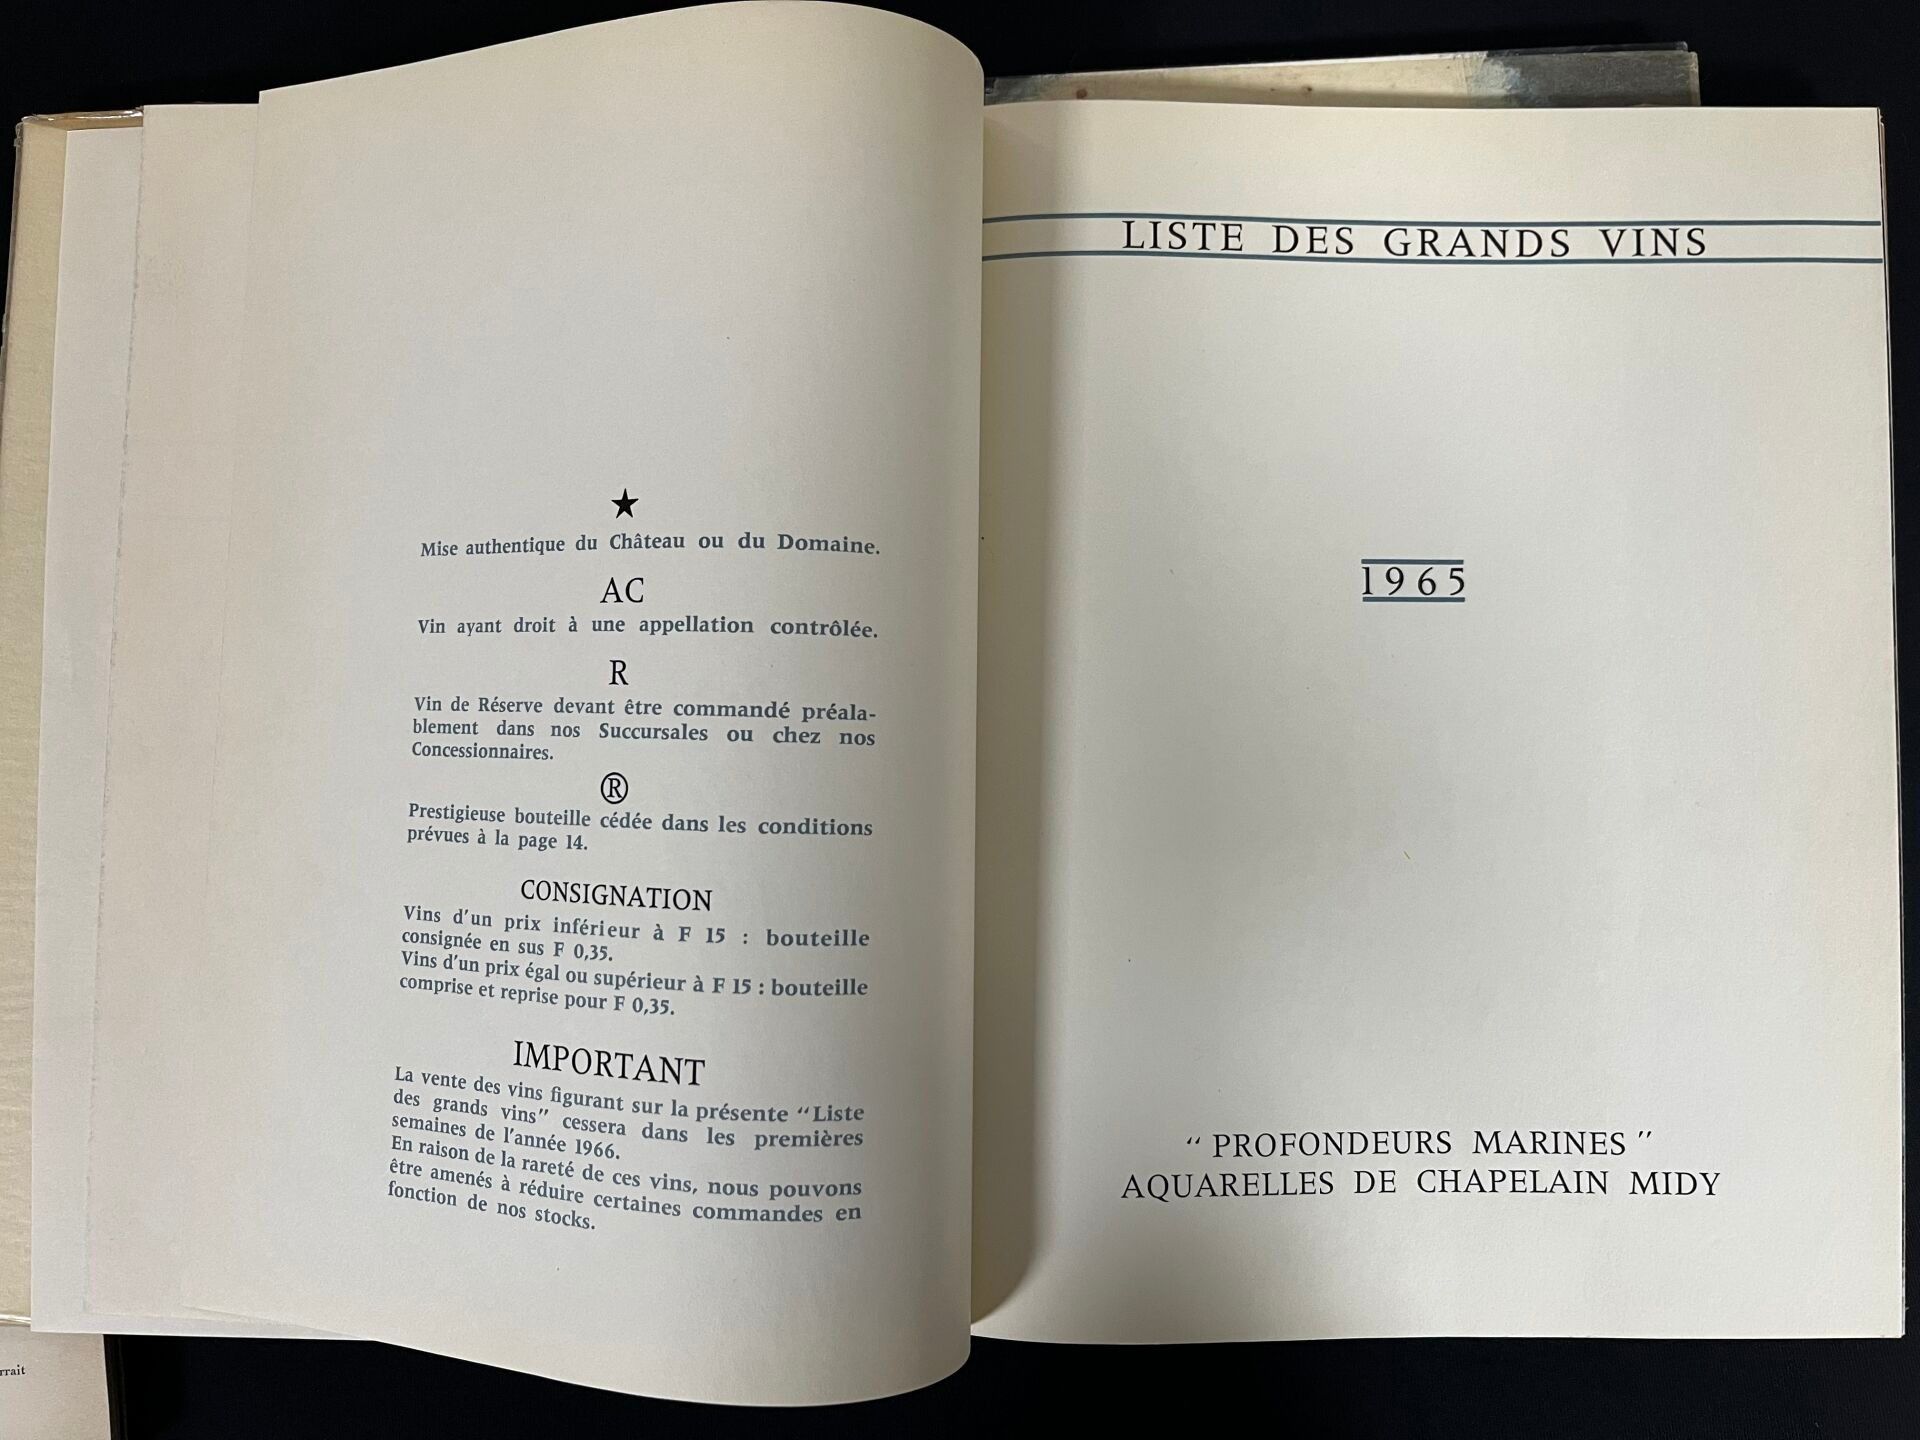 ★
Mise authentique du Château ou du Domaine.
AC
Vin ayant droit à une appellation contrôlée.
R
Vin de Réserve devant être commandé préala-
blement dans nos Succursales ou chez nos
Concessionnaires.
®
Prestigieuse bouteille cédée dans les conditions
prévues à la page 14.
CONSIGNATION
Vins d'un prix inférieur à F 15 : bouteille
consignée en sus F 0,35.
Vins d'un prix égal ou supérieur à F 15 : bouteille
comprise et reprise pour F 0,35.
IMPORTANT
La vente des vins figurant sur la présente "Liste
des grands vins" cessera dans les premières
semaines de l'année 1966.
En raison de la rareté de ces vins, nous pouvons
être amenés à réduire certaines commandes en
fonction de nos stocks.
LISTE DES GRANDS VINS
1965
"PROFONDEURS MARINES"
AQUARELLES DE CHAPELAIN MIDY